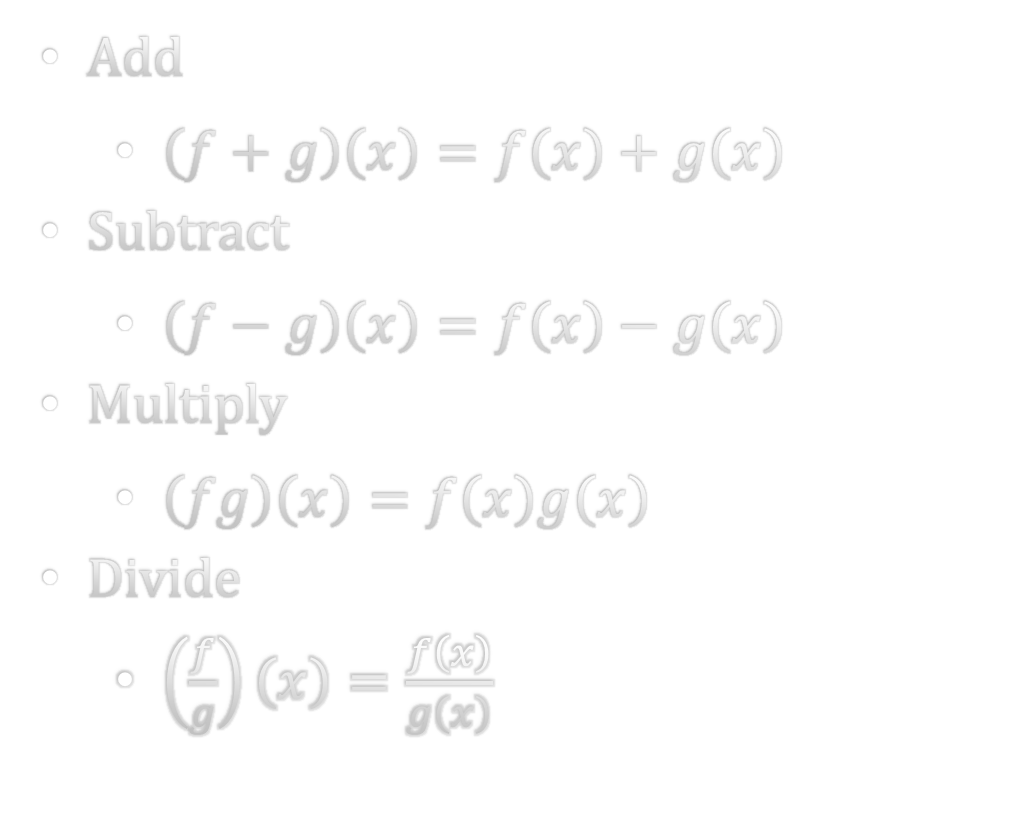 ○ Add
○ (f + g)(x) = f(x) + g(x)
○ Subtract
○ (f − g)(x) = f(x) − g(x)
○ Multiply
○ (fg)(x) = f(x)g(x)
○ Divide
○ (f/g)(x) = f(x)/g(x)